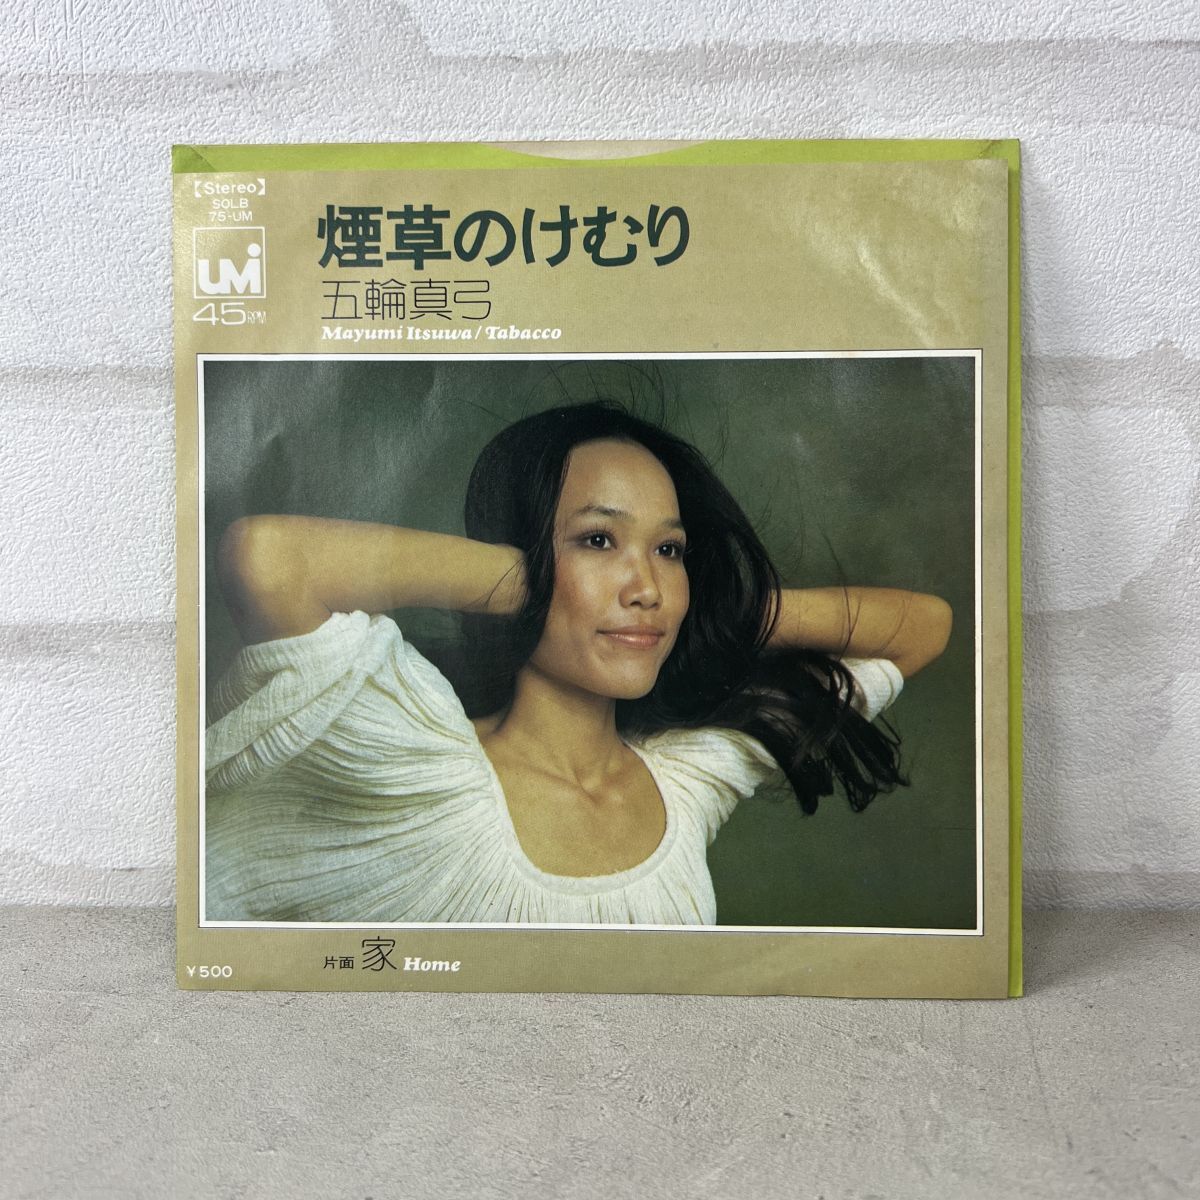 【Stereo】
SOLB
75-UM
UMi
45RPM
煙草のけむり
五輪真弓
Mayumi Itsuwa/Tabacco
¥500
片面 家 Home